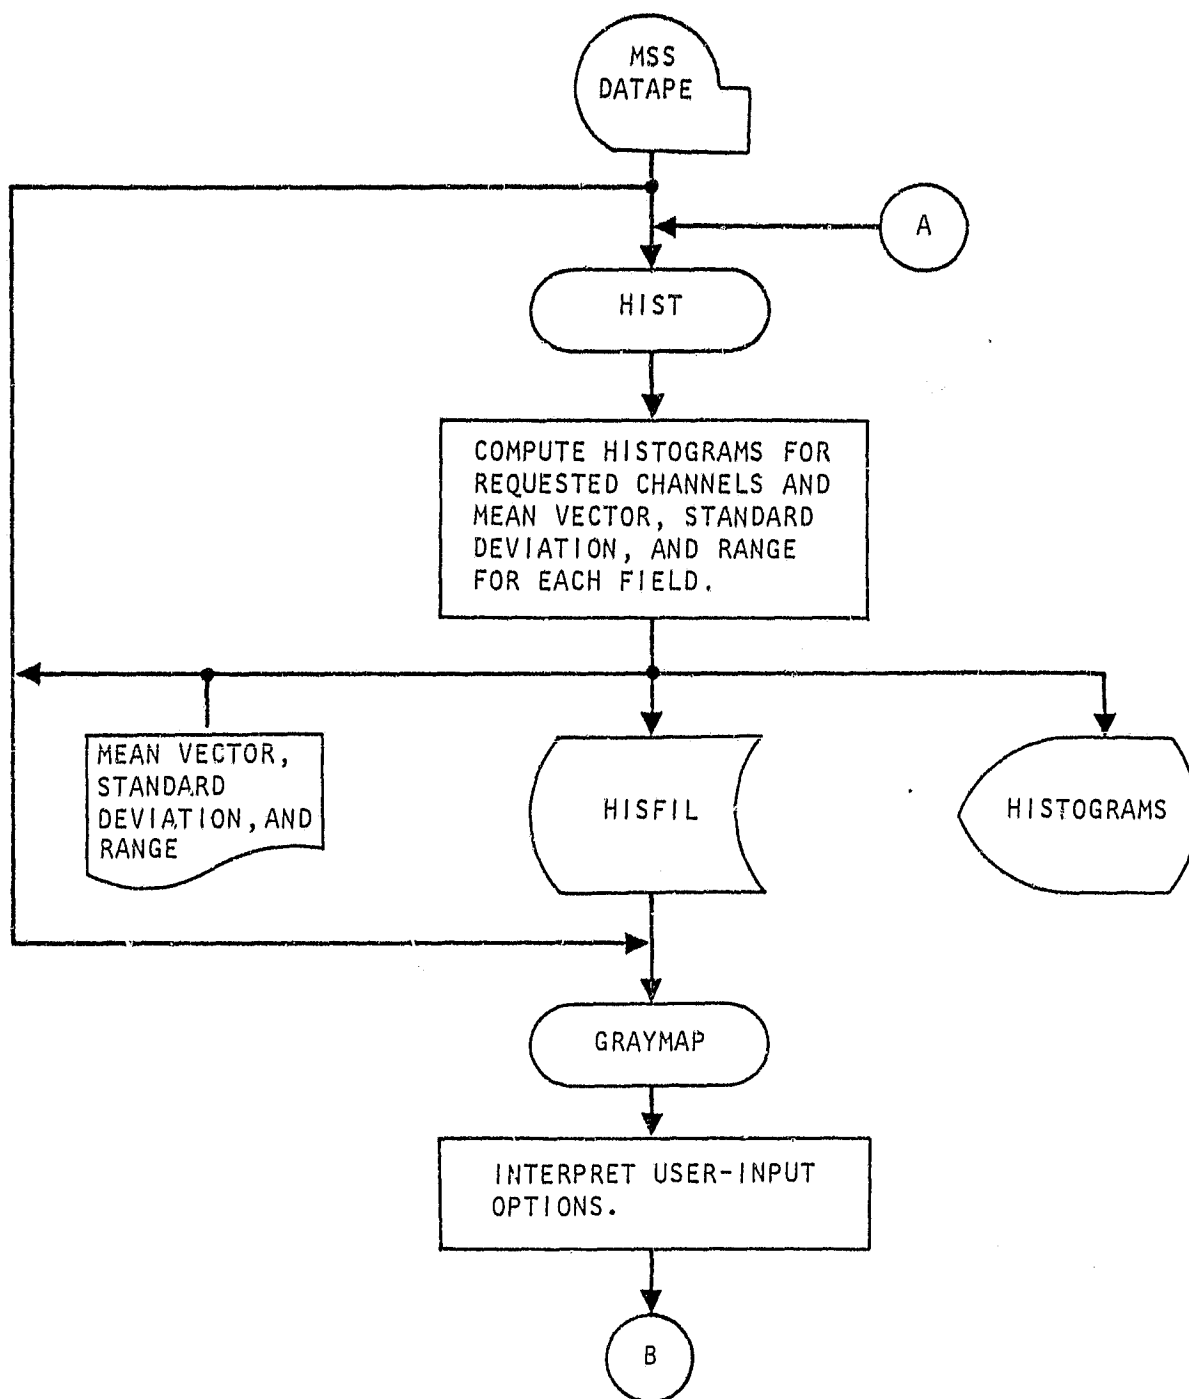 MSS
DATAPE
A
HIST
COMPUTE HISTOGRAMS FOR
REQUESTED CHANNELS AND
MEAN VECTOR, STANDARD
DEVIATION, AND RANGE
FOR EACH FIELD.
MEAN VECTOR,
STANDARD
DEVIATION, AND
RANGE
HISFIL
HISTOGRAMS
GRAYMAP
INTERPRET USER-INPUT
OPTIONS.
B